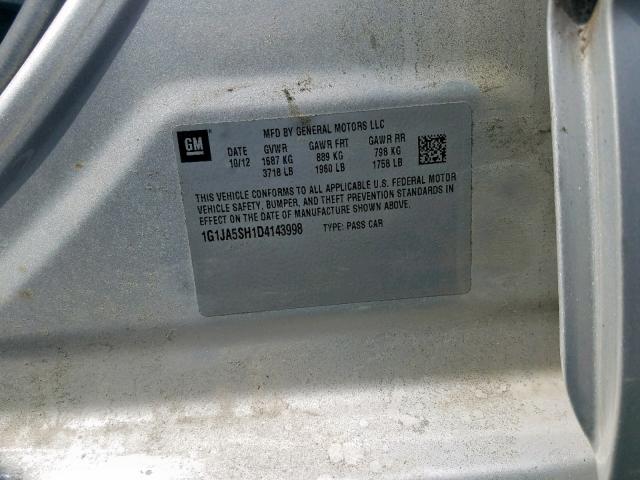 GM
MFD BY GENERAL MOTORS LLC
DATE GVWR GAWR FRT GAWR RR
10/12 1687 KG 889 KG 798 KG
3718 LB 1960 LB 1758 LB
THIS VEHICLE CONFORMS TO ALL APPLICABLE U.S. FEDERAL MOTOR
VEHICLE SAFETY, BUMPER, AND THEFT PREVENTION STANDARDS IN
EFFECT ON THE DATE OF MANUFACTURE SHOWN ABOVE.
1G1JA5SH1D4143998 TYPE: PASS CAR